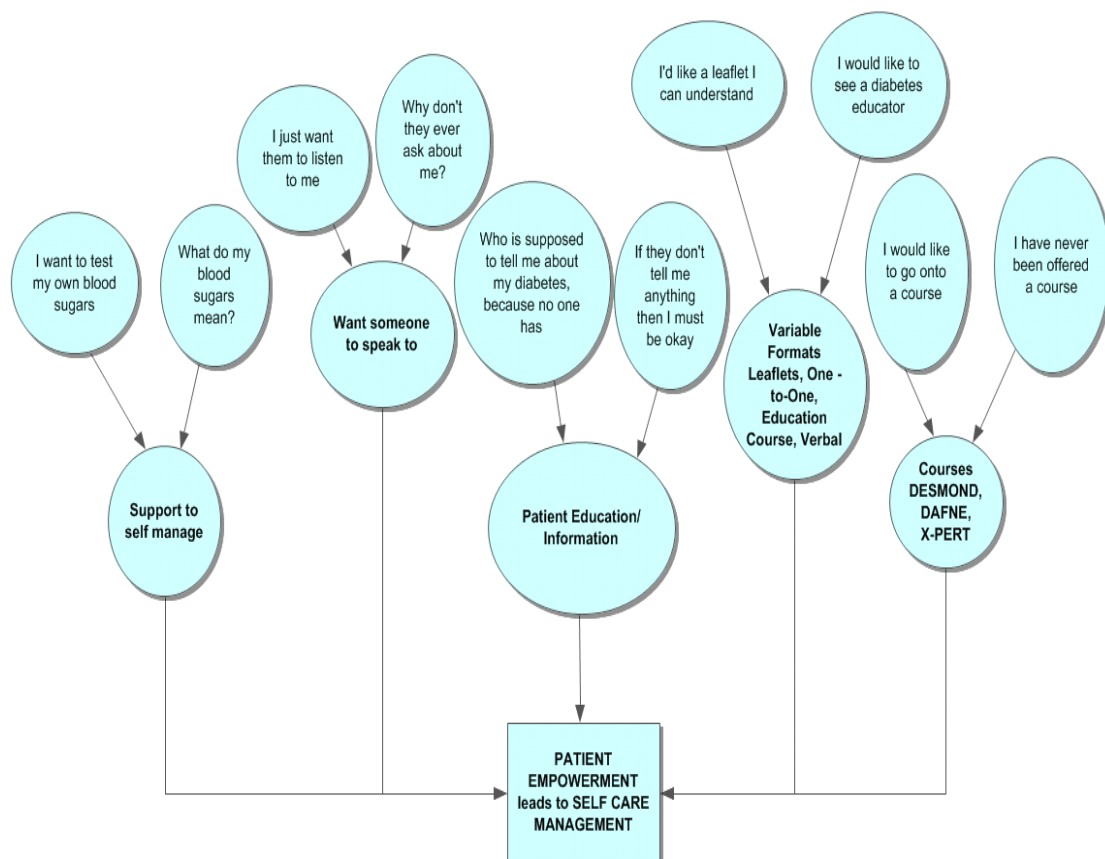 I'd like a leaflet I
can understand
I would like to
see a diabetes
educator
I just want
them to listen
to me
Why don't
they ever
ask about
me?
I want to test
my own blood
sugars
What do my
blood
sugars
mean?
Want someone
to speak to
Who is supposed
to tell me about
my diabetes,
because no one
has
If they don't
tell me
anything
then I must
be okay
Variable
Formats
Leaflets, One -
to-One,
Education
Course, Verbal
I would like
to go onto
a course
I have never
been offered
a course
Support to
self manage
Patient Education/
Information
Courses
DESMOND,
DAFNE,
X-PERT
PATIENT
EMPOWERMENT
leads to SELF CARE
MANAGEMENT